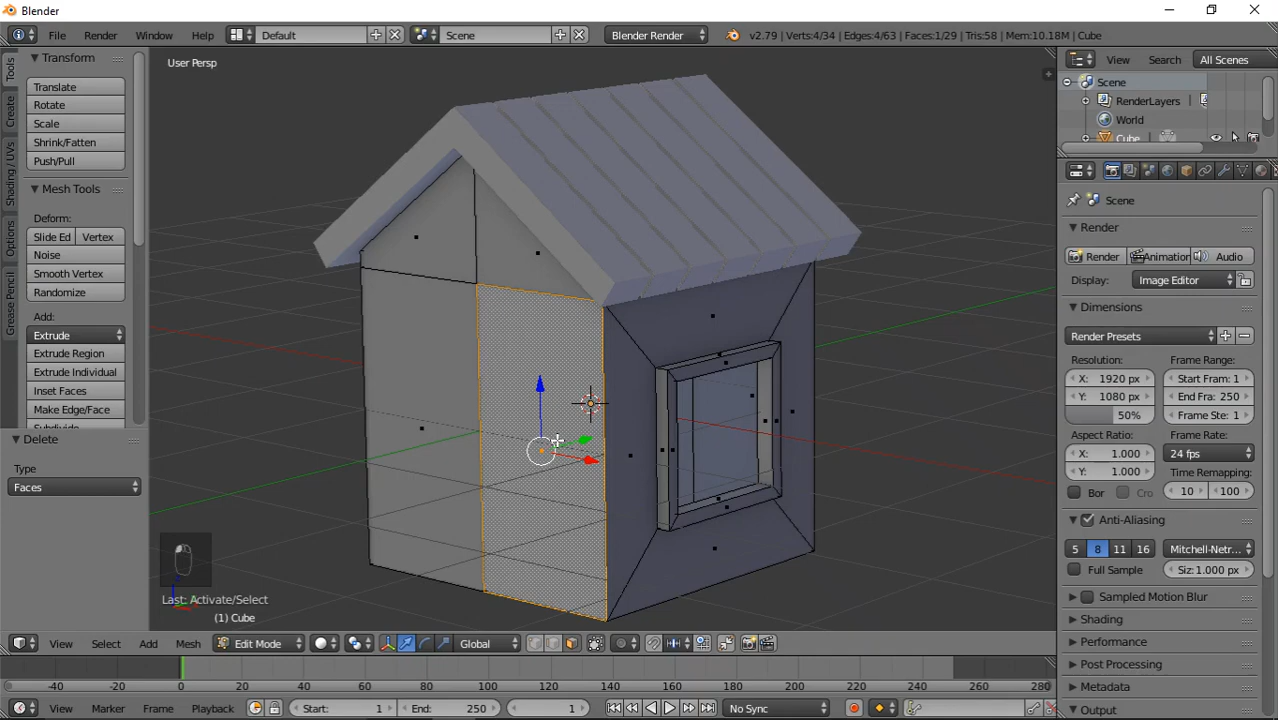 Blender
File Render Window Help Default Scene Blender Render v2.79 | Verts:4/34 | Edges:4/63 | Faces:1/29 | Tris:58 | Mem:10.18M | Cube
Tools
Create
Shading / UVs
Options
Grease Pencil
Transform
Translate
Rotate
Scale
Shrink/Fatten
Push/Pull
Mesh Tools
Deform:
Slide Ed Vertex
Noise
Smooth Vertex
Randomize
Add:
Extrude
Extrude Region
Extrude Individual
Inset Faces
Make Edge/Face
Subdivide
Delete
Type
Faces
User Persp
Last: Activate/Select
(1) Cube
View Search All Scenes
Scene
RenderLayers
World
Cube
Scene
Render
Render Animation Audio
Display: Image Editor
Dimensions
Render Presets
Resolution: Frame Range:
X: 1920 px Start Fram: 1
Y: 1080 px End Fra: 250
50% Frame Ste: 1
Aspect Ratio: Frame Rate:
X: 1.000 24 fps
Y: 1.000 Time Remapping:
Bor Cro 10 100
Anti-Aliasing
5 8 11 16 Mitchell-Netr...
Full Sample Siz: 1.000 px
Sampled Motion Blur
Shading
Performance
Post Processing
Metadata
Output
View Select Add Mesh Edit Mode Global
-40 -20 0 20 40 60 80 100 120 140 160 180 200 220 240 260 280
View Marker Frame Playback Start: 1 End: 250 1 No Sync